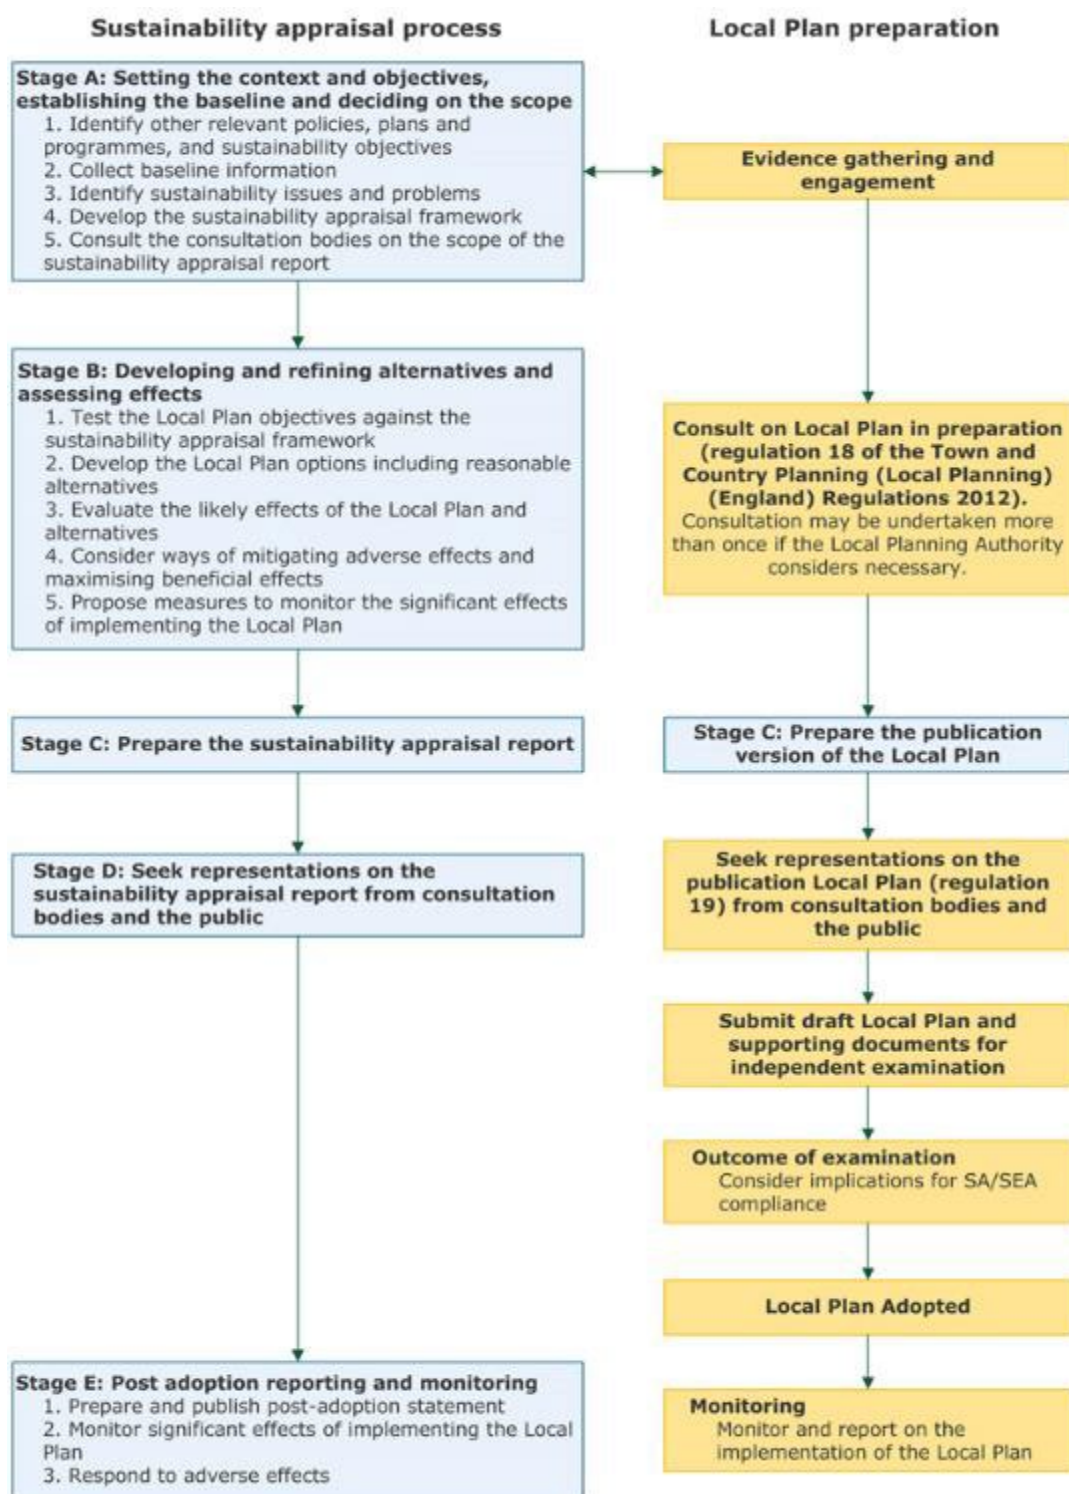 Sustainability appraisal process
Local Plan preparation
Stage A: Setting the context and objectives,
establishing the baseline and deciding on the scope
1. Identify other relevant policies, plans and
programmes, and sustainability objectives
2. Collect baseline information
3. Identify sustainability issues and problems
4. Develop the sustainability appraisal framework
5. Consult the consultation bodies on the scope of the
sustainability appraisal report
Evidence gathering and
engagement
Stage B: Developing and refining alternatives and
assessing effects
1. Test the Local Plan objectives against the
sustainability appraisal framework
2. Develop the Local Plan options including reasonable
alternatives
3. Evaluate the likely effects of the Local Plan and
alternatives
4. Consider ways of mitigating adverse effects and
maximising beneficial effects
5. Propose measures to monitor the significant effects
of implementing the Local Plan
Consult on Local Plan in preparation
(regulation 18 of the Town and
Country Planning (Local Planning)
(England) Regulations 2012).
Consultation may be undertaken more
than once if the Local Planning Authority
considers necessary.
Stage C: Prepare the sustainability appraisal report
Stage C: Prepare the publication
version of the Local Plan
Stage D: Seek representations on the
sustainability appraisal report from consultation
bodies and the public
Seek representations on the
publication Local Plan (regulation
19) from consultation bodies and
the public
Submit draft Local Plan and
supporting documents for
independent examination
Outcome of examination
Consider implications for SA/SEA
compliance
Local Plan Adopted
Stage E: Post adoption reporting and monitoring
1. Prepare and publish post-adoption statement
2. Monitor significant effects of implementing the Local
Plan
3. Respond to adverse effects
Monitoring
Monitor and report on the
implementation of the Local Plan